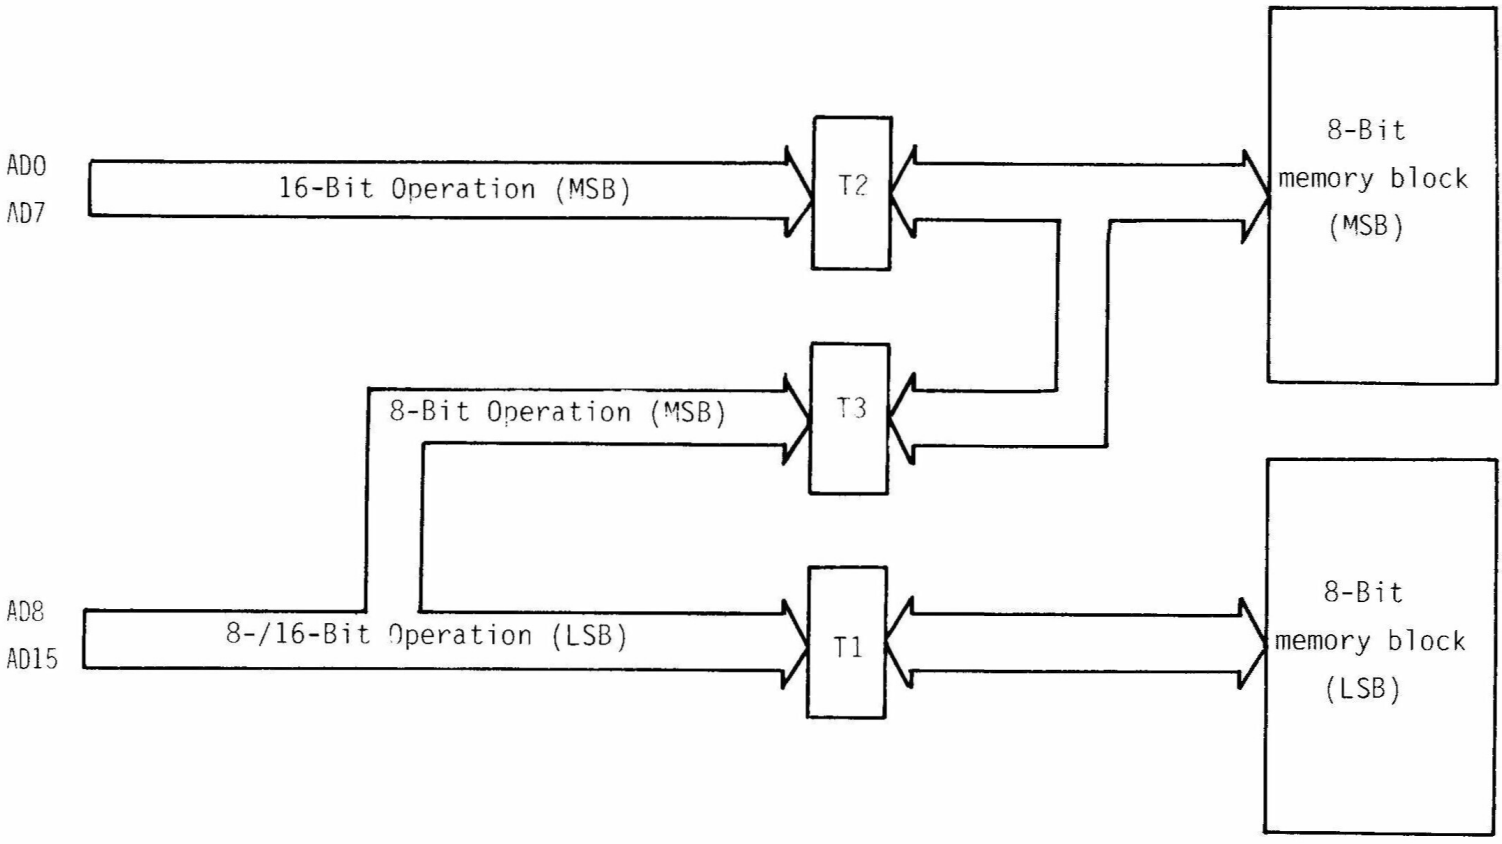 AD0
AD7
16-Bit Operation (MSB)
T2
8-Bit
memory block
(MSB)
8-Bit Operation (MSB)
T3
AD8
AD15
8-/16-Bit Operation (LSB)
T1
8-Bit
memory block
(LSB)